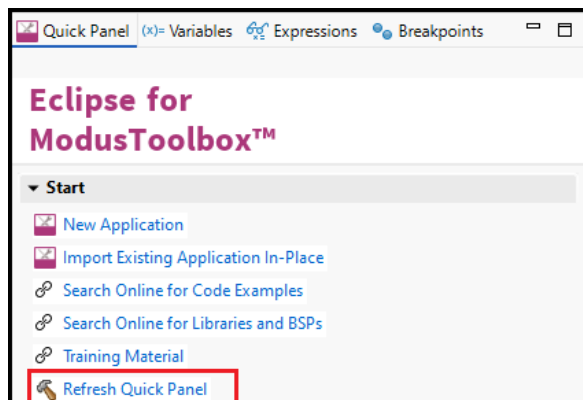 Quick Panel (x)= Variables Expressions Breakpoints
Eclipse for
ModusToolbox™
Start
New Application
Import Existing Application In-Place
Search Online for Code Examples
Search Online for Libraries and BSPs
Training Material
Refresh Quick Panel